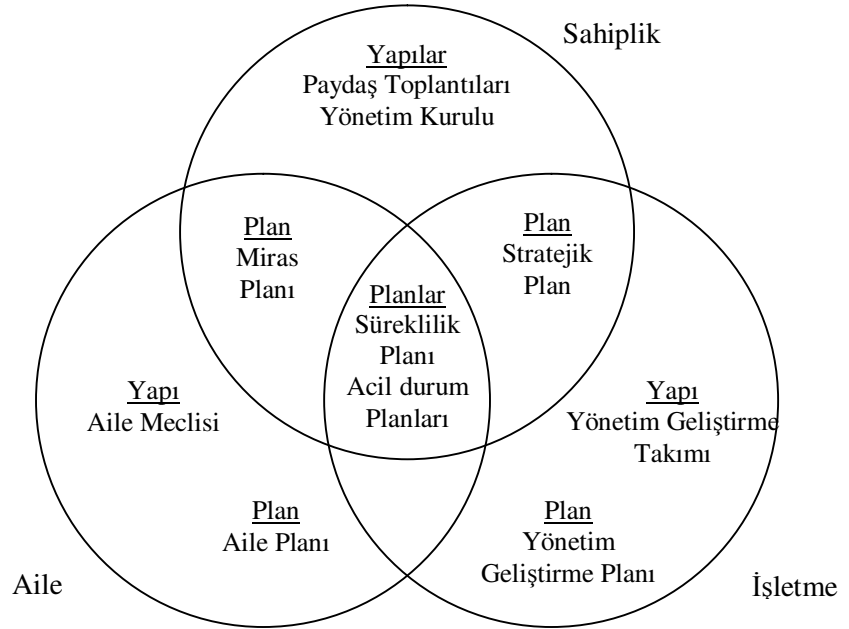 Sahiplik
Yapılar
Paydaş Toplantıları
Yönetim Kurulu
Plan
Miras
Planı
Plan
Stratejik
Plan
Planlar
Süreklilik
Planı
Acil durum
Planları
Yapı
Aile Meclisi
Yapı
Yönetim Geliştirme
Takımı
Plan
Aile Planı
Plan
Yönetim
Geliştirme Planı
Aile
İşletme